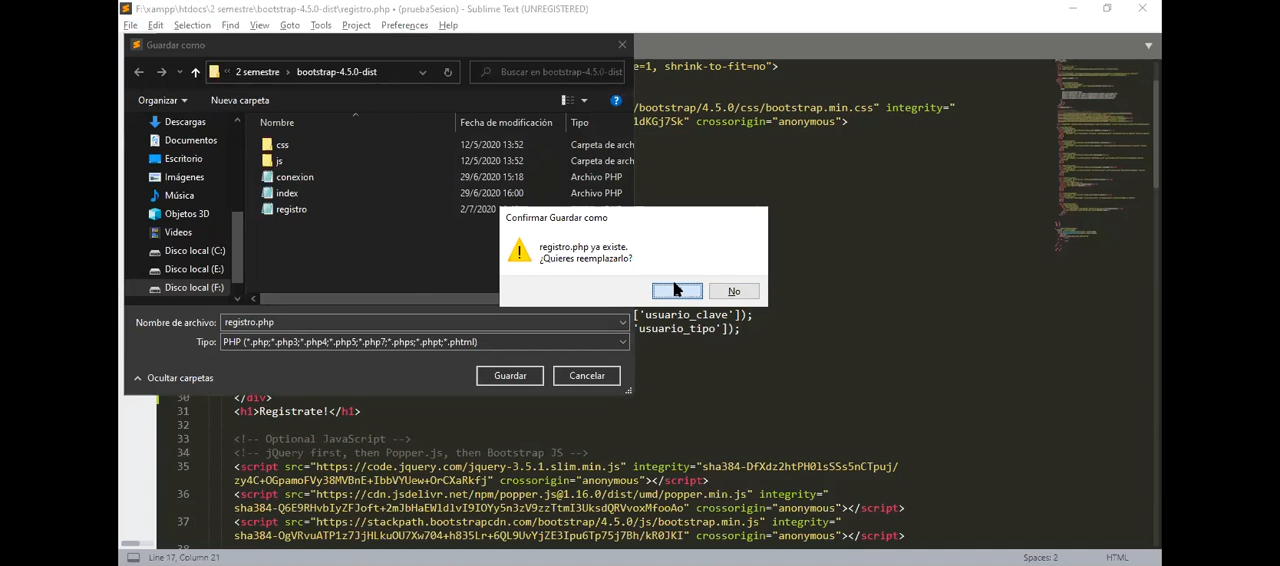 F:\xampp\htdocs\2 semestre\bootstrap-4.5.0-dist\registro.php • (pruebaSesion) - Sublime Text (UNREGISTERED)
File Edit Selection Find View Goto Tools Project Preferences Help
Guardar como
2 semestre bootstrap-4.5.0-dist
Buscar en bootstrap-4.5.0-dist
Organizar Nueva carpeta
Nombre Fecha de modificación Tipo
Descargas
Documentos
Escritorio
Imágenes
Música
Objetos 3D
Videos
Disco local (C:)
Disco local (E:)
Disco local (F:)
css 12/5/2020 13:52 Carpeta de arch
js 12/5/2020 13:52 Carpeta de arch
conexion 29/6/2020 15:18 Archivo PHP
index 29/6/2020 16:00 Archivo PHP
registro 2/7/2020
Confirmar Guardar como
registro.php ya existe.
¿Quieres reemplazarlo?
No
Nombre de archivo: registro.php
Tipo: PHP (*.php;*.php3;*.php4;*.php5;*.php7;*.phps;*.phpt;*.phtml)
Ocultar carpetas Guardar Cancelar
=1, shrink-to-fit=no">
/bootstrap/4.5.0/css/bootstrap.min.css" integrity="
crossorigin="anonymous">
['usuario_clave']);
'usuario_tipo']);
30 </div>
31 <h1>Registrate!</h1>
32
33 <!-- Optional JavaScript -->
34 <!-- jQuery first, then Popper.js, then Bootstrap JS -->
35 <script src="https://code.jquery.com/jquery-3.5.1.slim.min.js" integrity="sha384-DfXdz2htPH0lsSSs5nCTpuj/
zy4C+OGpamoFVy38MVBnE+IbbVYUew+OrCXaRkfj" crossorigin="anonymous"></script>
36 <script src="https://cdn.jsdelivr.net/npm/popper.js@1.16.0/dist/umd/popper.min.js" integrity="
sha384-Q6E9RHvbIyZFJoft+2mJbHaEWldlvI9IOYy5n3zV9zzTtmI3UksdQRVvoxMfooAo" crossorigin="anonymous"></script>
37 <script src="https://stackpath.bootstrapcdn.com/bootstrap/4.5.0/js/bootstrap.min.js" integrity="
sha384-OgVRvuATP1z7JjHLkuOU7Xw704+h835Lr+6QL9UvYjZE3Ipu6Tp75j7Bh/kR0JKI" crossorigin="anonymous"></script>
38
Line 17, Column 21 Spaces: 2 HTML